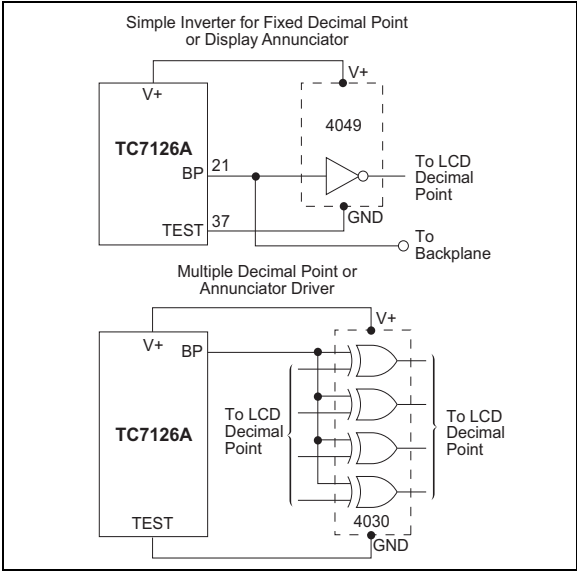 Simple Inverter for Fixed Decimal Point
or Display Annunciator
V+
V+
4049
TC7126A
BP
21
To LCD
Decimal
Point
GND
TEST
37
To
Backplane
Multiple Decimal Point or
Annunciator Driver
V+
V+
BP
To LCD
Decimal
Point
TC7126A
To LCD
Decimal
Point
TEST
4030
GND